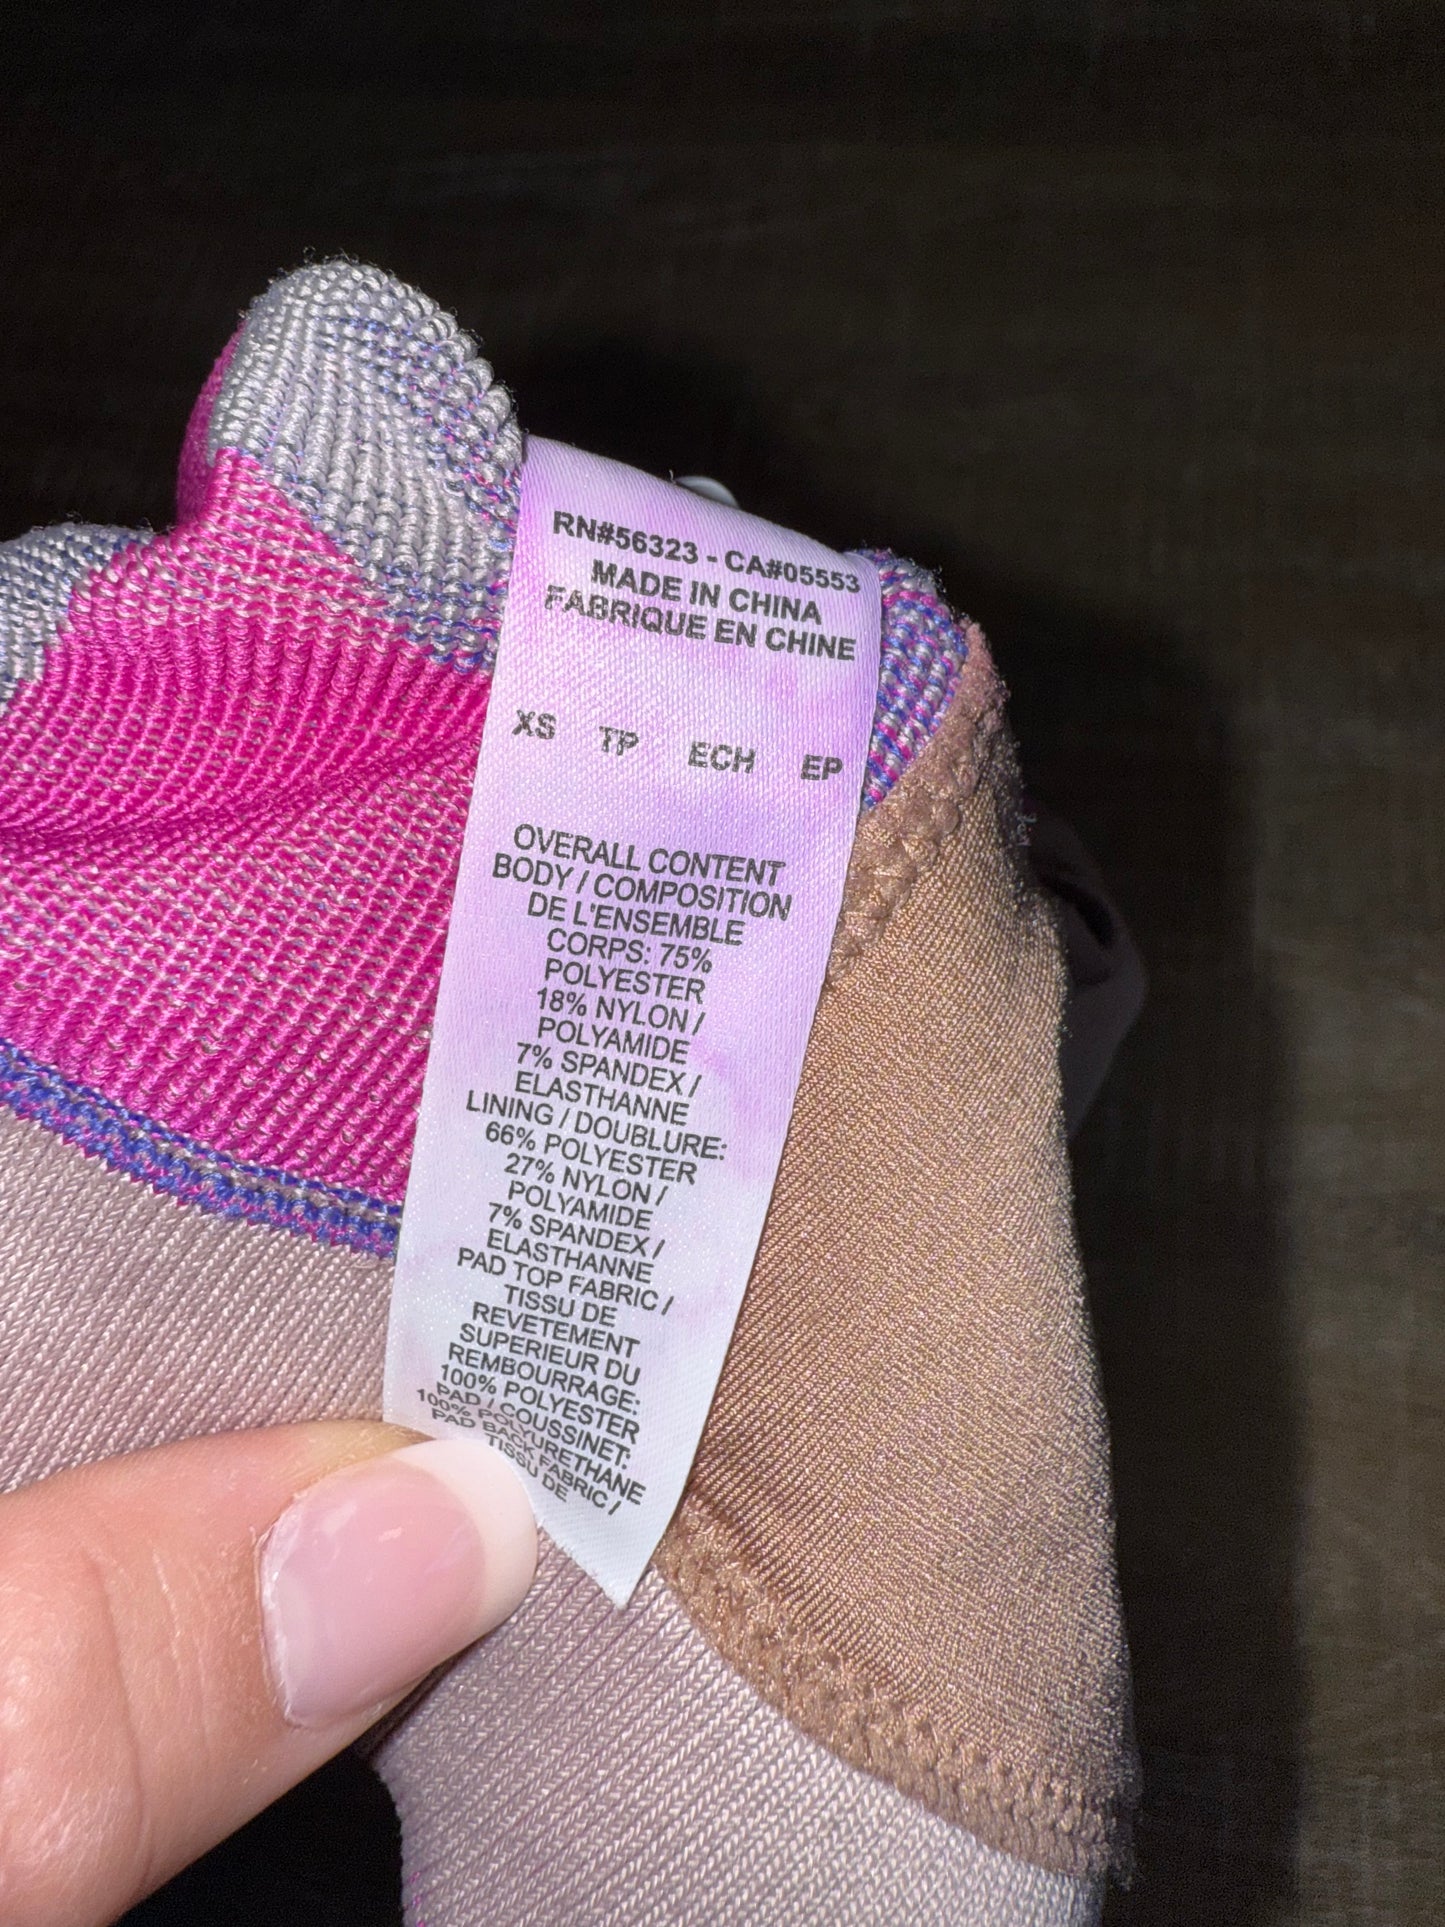 RN#56323 - CA#05553
MADE IN CHINA
FABRIQUE EN CHINE
XS TP ECH EP
OVERALL CONTENT
BODY / COMPOSITION
DE L'ENSEMBLE
CORPS: 75%
POLYESTER
18% NYLON /
POLYAMIDE
7% SPANDEX /
ELASTHANNE
LINING / DOUBLURE:
66% POLYESTER
27% NYLON /
POLYAMIDE
7% SPANDEX /
ELASTHANNE
PAD TOP FABRIC /
TISSU DE
REVETEMENT
SUPERIEUR DU
REMBOURRAGE:
100% POLYESTER
PAD / COUSSINET:
100% POLYURETHANE
PAD BACK FABRIC /
TISSU DE